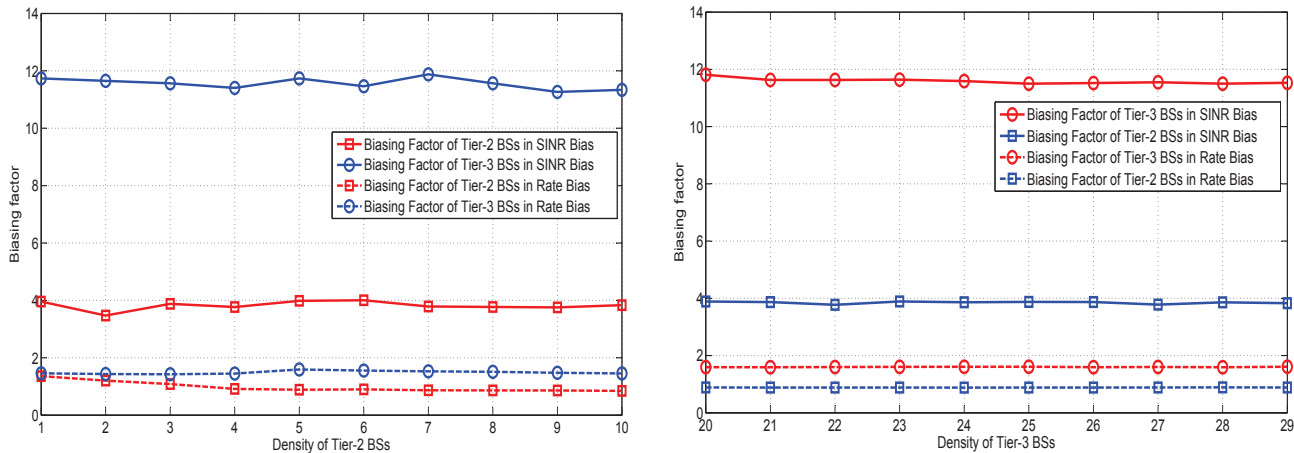 14
12
10
8
6
4
2
0
Biasing factor
Biasing Factor of Tier-2 BSs in SINR Bias
Biasing Factor of Tier-3 BSs in SINR Bias
Biasing Factor of Tier-2 BSs in Rate Bias
Biasing Factor of Tier-3 BSs in Rate Bias
1 2 3 4 5 6 7 8 9 10
Density of Tier-2 BSs
14
12
10
8
6
4
2
0
Biasing factor
Biasing Factor of Tier-3 BSs in SINR Bias
Biasing Factor of Tier-2 BSs in SINR Bias
Biasing Factor of Tier-3 BSs in Rate Bias
Biasing Factor of Tier-2 BSs in Rate Bias
20 21 22 23 24 25 26 27 28 29
Density of Tier-3 BSs